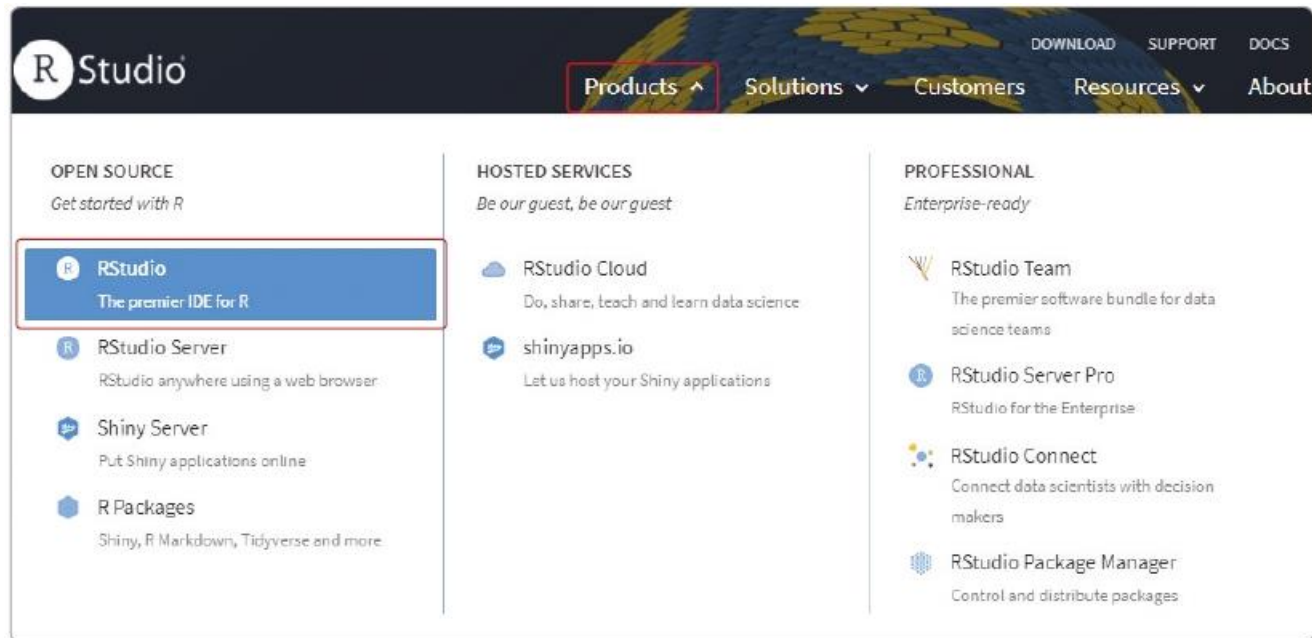 DOWNLOAD SUPPORT DOCS
R Studio
Products Solutions Customers Resources About
OPEN SOURCE
Get started with R
R RStudio
The premier IDE for R
R RStudio Server
RStudio anywhere using a web browser
Shiny Server
Put Shiny applications online
R Packages
Shiny, R Markdown, Tidyverse and more
HOSTED SERVICES
Be our guest, be our guest
RStudio Cloud
Do, share, teach and learn data science
shinyapps.io
Let us host your Shiny applications
PROFESSIONAL
Enterprise-ready
RStudio Team
The premier software bundle for data
science teams
R RStudio Server Pro
RStudio for the Enterprise
RStudio Connect
Connect data scientists with decision
makers
RStudio Package Manager
Control and distribute packages